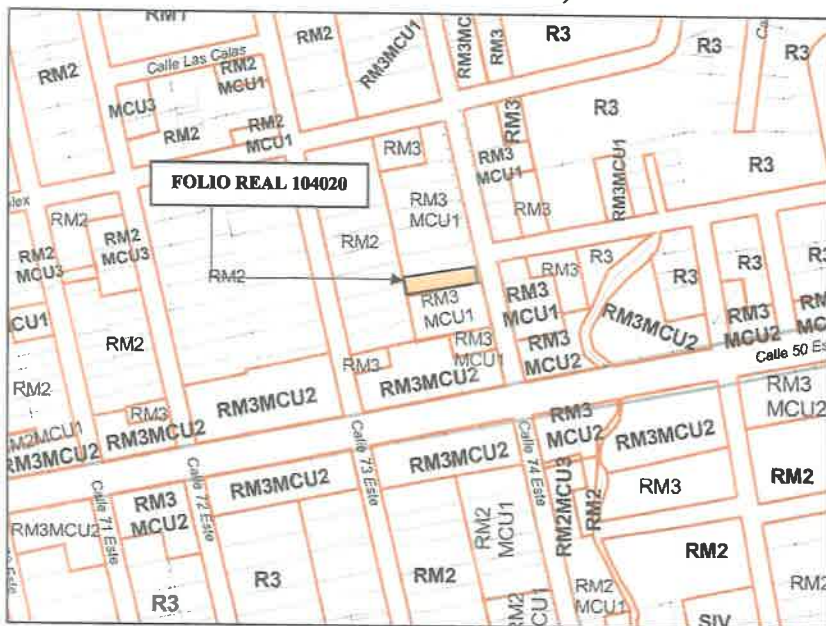 RM1
RM2
RM3MCU1
RM3
R3
R3
R3
Calle Las Calas
RM2
RM2
MCU1
MCU3
RM2
RM2
MCU1
RM3
R3
RM3
RM3
MCU1
RM3MCU1
R3
FOLIO REAL 104020
RM3
MCU1
RM3
RM2
RM2
MCU3
RM2
MCU3
RM2
RM2
RM3
R3
R3
R3
RM3
MCU1
RM3
MCU1
RM3MCU2
RM3
MCU2
RM2
RM3
MCU1
RM3
MCU2
RM3
RM2
RM3MCU2
RM3MCU2
Calle 50
RM3
MCU2
RM3
RM3MCU2
RM3
MCU2
RM3MCU2
RM2MCU1
RM3MCU2
Calle 73 Este
RM3MCU2
Calle 74 Este
RM3MCU2
RM2MCU3
RM2
RM3
RM2
Calle 71 Este
RM3
MCU2
Calle 72 Este
RM3MCU2
RM2
MCU1
RM2
R3
R3
RM2
RM2
MCU1
RM2
MCU1
RM2
SIV